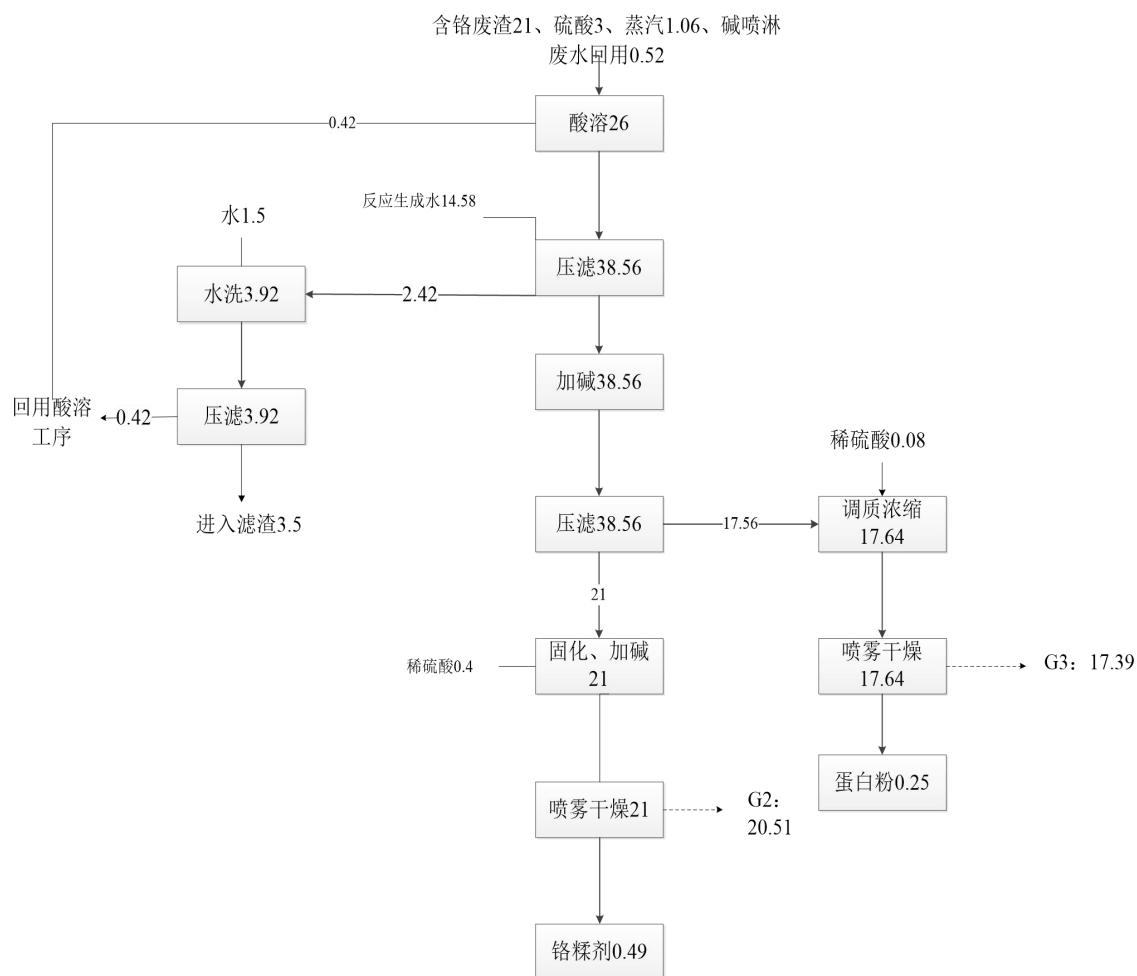 含铬废渣21、硫酸3、蒸汽1.06、碱喷淋
废水回用0.52
酸溶26
0.42
反应生成水14.58
水1.5
压滤38.56
水洗3.92
2.42
加碱38.56
压滤3.92
0.42
回用酸溶
工序
稀硫酸0.08
进入滤渣3.5
压滤38.56
17.56
调质浓缩
17.64
21
稀硫酸0.4
固化、加碱
21
喷雾干燥
17.64
G3：17.39
蛋白粉0.25
喷雾干燥21
G2：
20.51
铬糅剂0.49